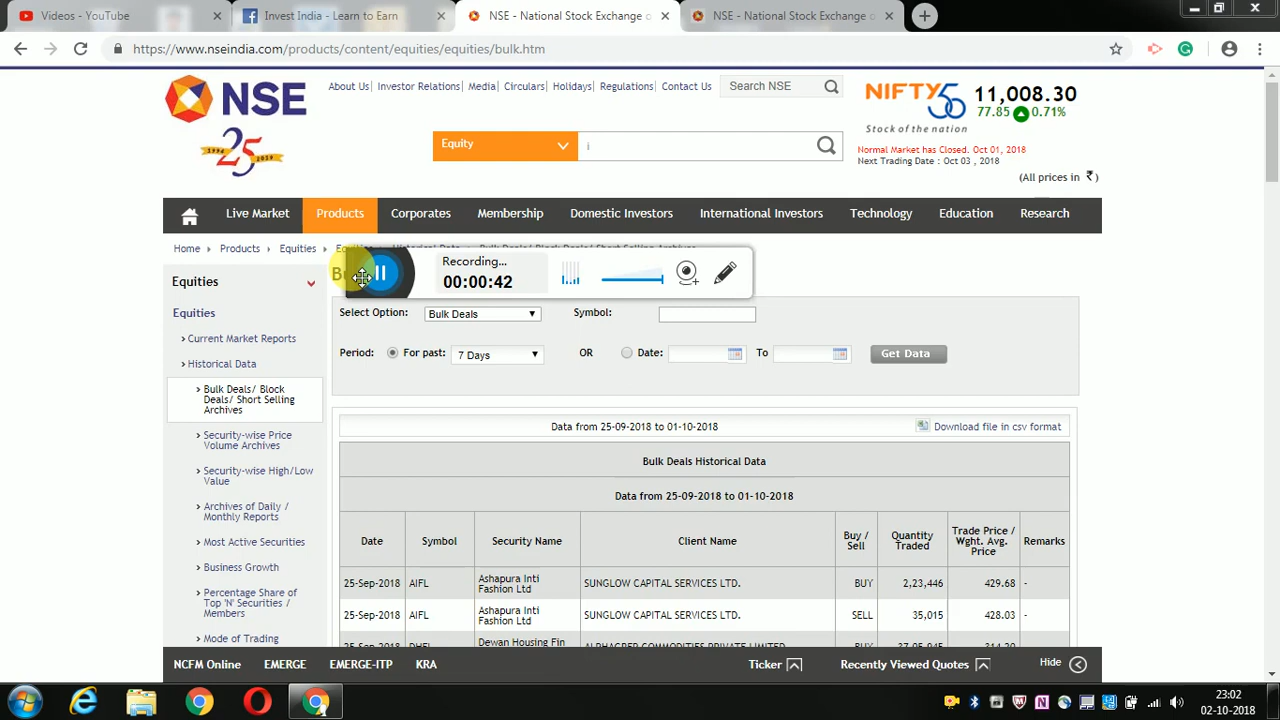 Videos - YouTube
Invest India - Learn to Earn
NSE - National Stock Exchange o
NSE - National Stock Exchange o
https://www.nseindia.com/products/content/equities/equities/bulk.htm
NSE
About Us| Investor Relations| Media| Circulars| Holidays| Regulations| Contact Us
Search NSE
NIFTY 50
Stock of the nation
11,008.30
77.85 0.71%
Normal Market has Closed. Oct 01, 2018
Next Trading Date : Oct 03 , 2018
Equity
i
(All prices in ₹ )
Live Market
Products
Corporates
Membership
Domestic Investors
International Investors
Technology
Education
Research
Home › Products › Equities › Equities › Historical Data › Bulk Deals/ Block Deals/ Short Selling Archives
Recording...
00:00:42
Equities
Equities
Current Market Reports
Historical Data
Bulk Deals/ Block
Deals/ Short Selling
Archives
Security-wise Price
Volume Archives
Security-wise High/Low
Value
Archives of Daily /
Monthly Reports
Most Active Securities
Business Growth
Percentage Share of
Top 'N' Securities /
Members
Mode of Trading
Select Option: Bulk Deals Symbol:
Period: For past: 7 Days OR Date: To Get Data
Data from 25-09-2018 to 01-10-2018
Download file in csv format
Bulk Deals Historical Data
Data from 25-09-2018 to 01-10-2018
Date Symbol Security Name Client Name Buy / Sell Quantity Traded Trade Price / Wght. Avg. Price Remarks
25-Sep-2018 AIFL Ashapura Inti Fashion Ltd SUNGLOW CAPITAL SERVICES LTD. BUY 2,23,446 429.68 -
25-Sep-2018 AIFL Ashapura Inti Fashion Ltd SUNGLOW CAPITAL SERVICES LTD. SELL 35,015 428.03 -
Dewan Housing Fin
NCFM Online
EMERGE
EMERGE-ITP
KRA
Ticker
Recently Viewed Quotes
Hide
23:02
02-10-2018